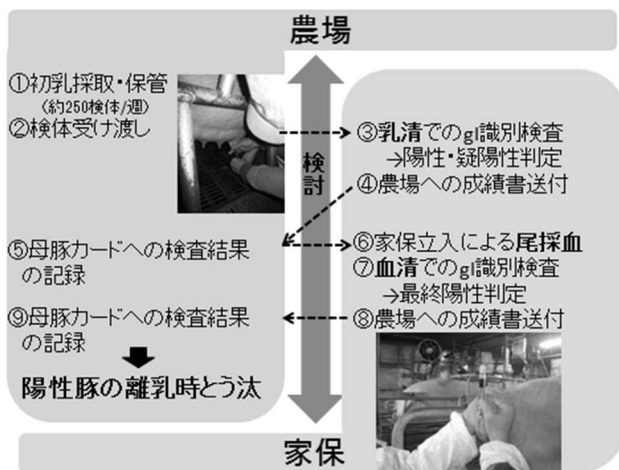 農場
①初乳採取・保管
(約250検体/週)
②検体受け渡し
検討
③乳清でのgI識別検査
→陽性・疑陽性判定
④農場への成績書送付
⑤母豚カードへの検査結果
の記録
⑥家保立入による尾採血
⑦血清でのgI識別検査
→最終陽性判定
⑧農場への成績書送付
⑨母豚カードへの検査結果
の記録
陽性豚の離乳時とう汰
家保